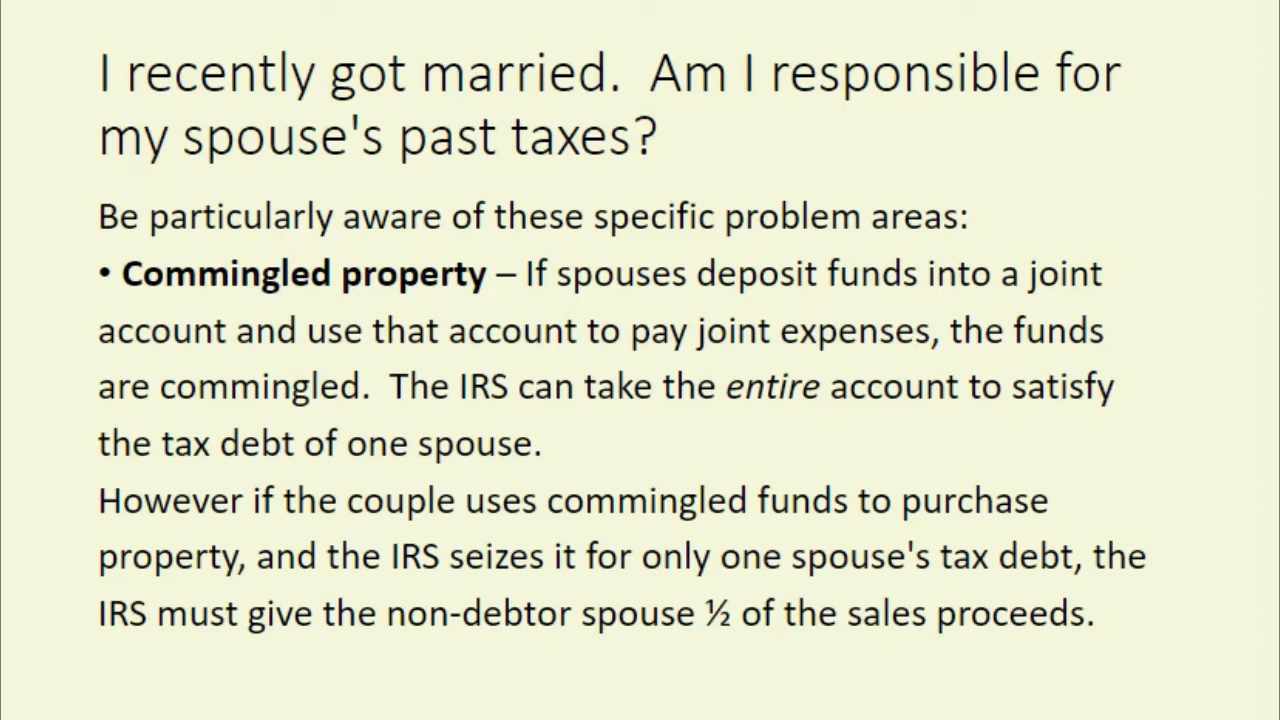 I recently got married.  Am I responsible for
my spouse's past taxes?
Be particularly aware of these specific problem areas:
• Commingled property – If spouses deposit funds into a joint
account and use that account to pay joint expenses, the funds
are commingled.  The IRS can take the entire account to satisfy
the tax debt of one spouse.
However if the couple uses commingled funds to purchase
property, and the IRS seizes it for only one spouse's tax debt, the
IRS must give the non-debtor spouse ½ of the sales proceeds.